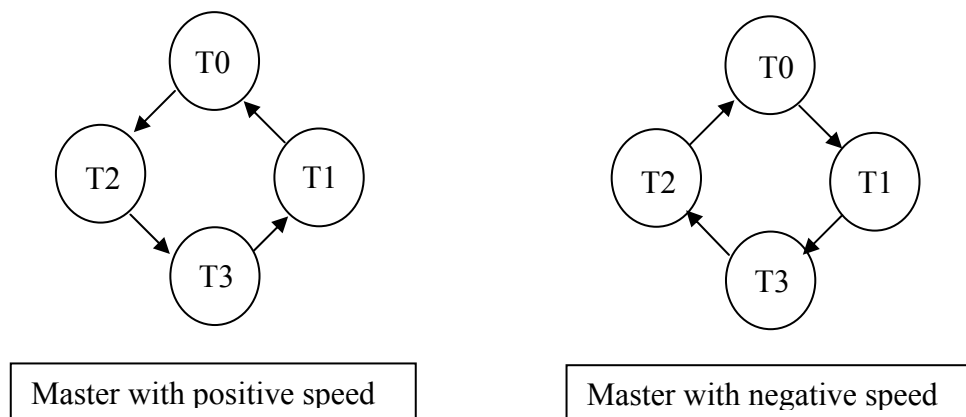 T0
T2
T1
T3
Master with positive speed
T0
T2
T1
T3
Master with negative speed